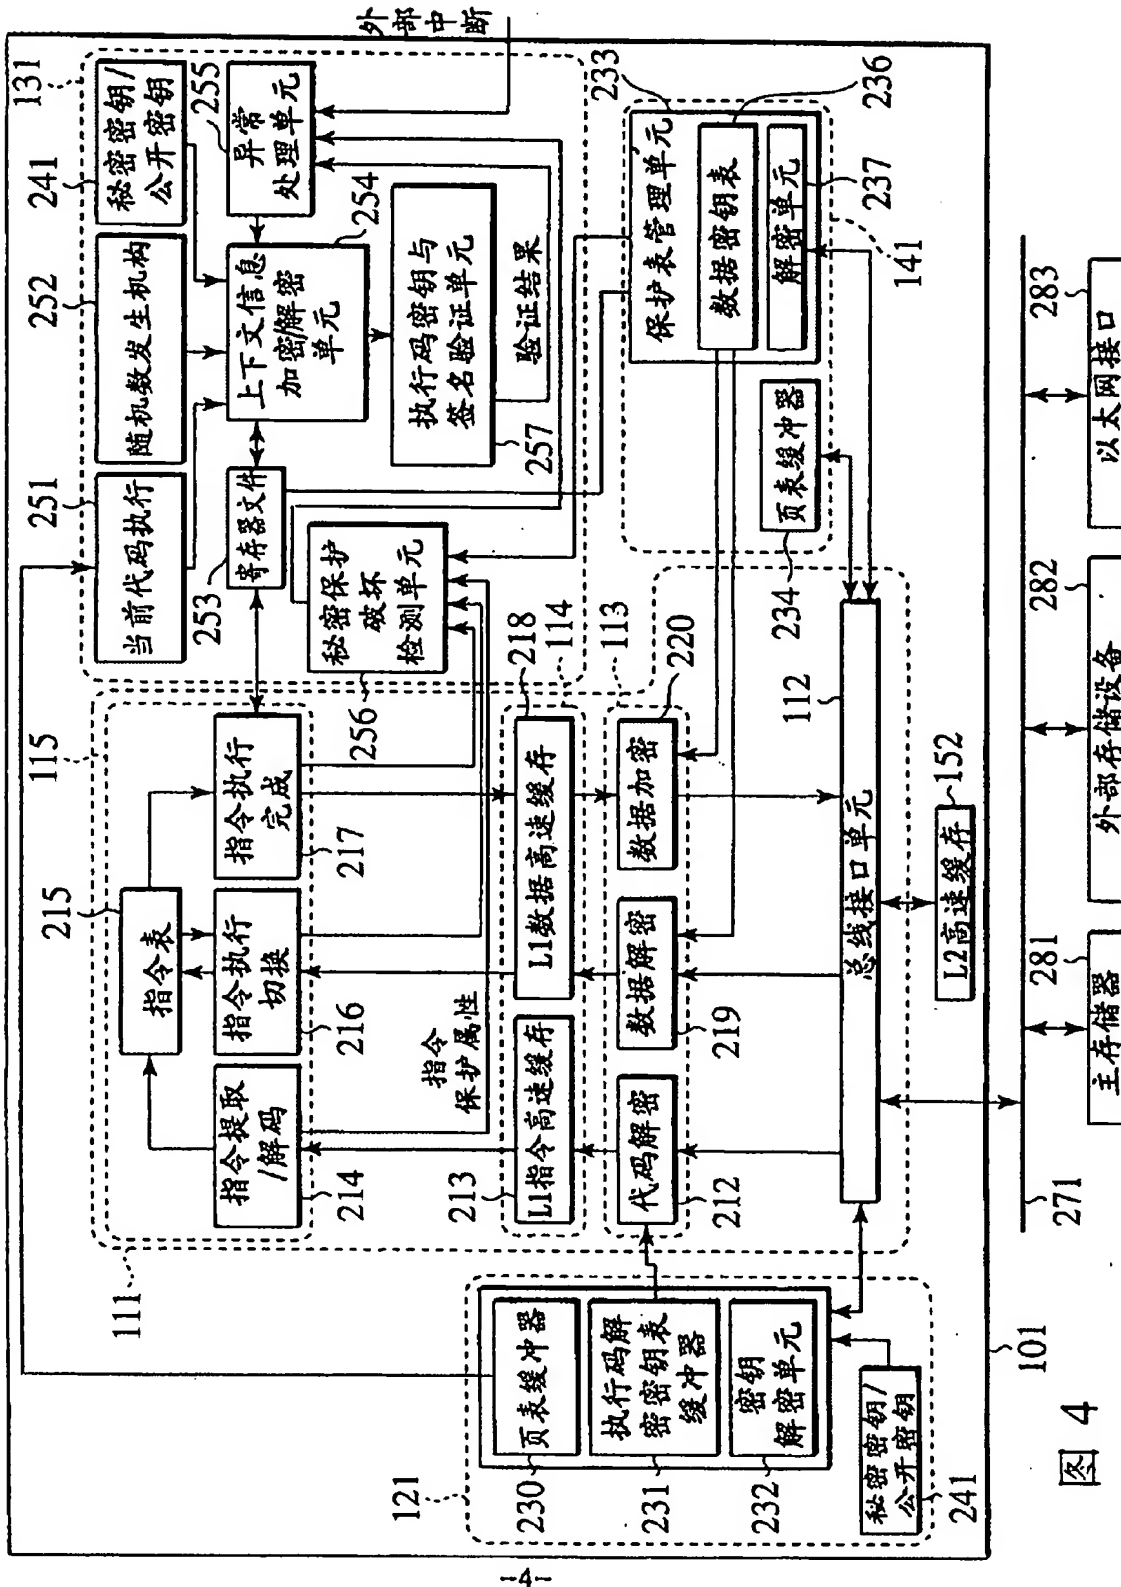 外部中断
131
241
秘密密钥/
公开密钥
255
异常
处理单元
252
随机数发生机构
254
上下文信息
加密/解密
单元
执行码密钥与
签名验证单元
257
验证结果
251
当前代码执行
253
寄存器文件
秘密保护
破坏
检测单元
256
115
215
指令表
指令执行
完成
217
指令执行
切换
216
指令提取
/解码
214
111
指令
保护属性
218
114
L1数据高速缓存
213
L1指令高速缓存
113
220
数据加密
数据解密
219
代码解密
212
233
236
保护表管理单元
数据密钥表
解密单元
237
141
页表缓冲器
234
112
总线接口单元
152
L2高速缓存
121
页表缓冲器
230
执行码解
密密钥表
缓冲器
231
密钥
解密单元
232
秘密密钥/
公开密钥
241
101
271
281
主存储器
282
外部存储设备
283
以太网接口
图 4
-4-